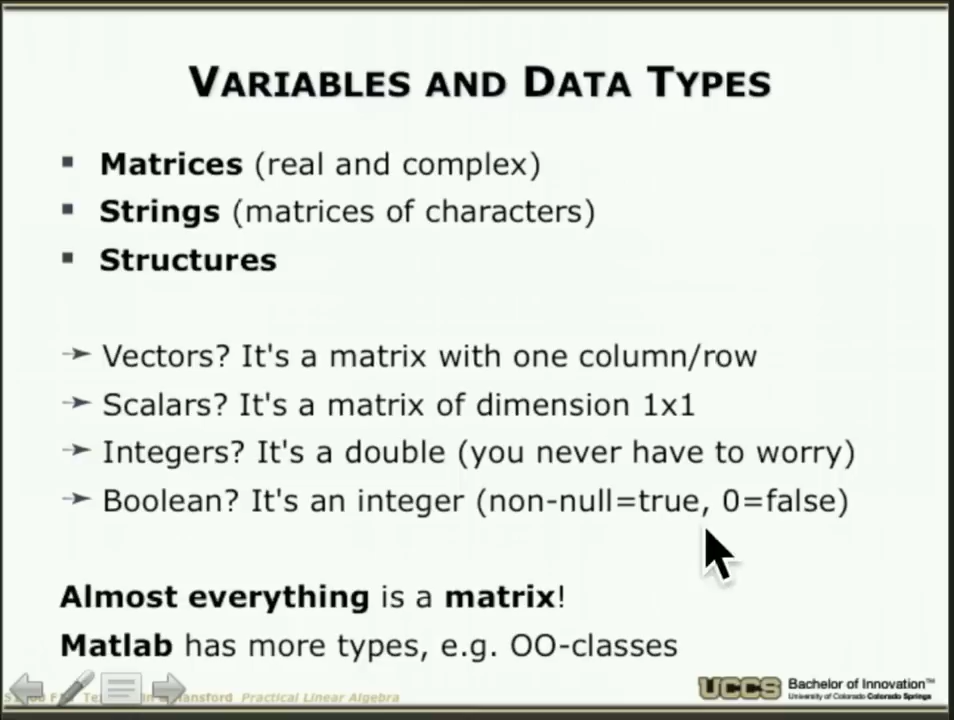 VARIABLES AND DATA TYPES
Matrices (real and complex)
Strings (matrices of characters)
Structures
Vectors? It's a matrix with one column/row
Scalars? It's a matrix of dimension 1x1
Integers? It's a double (you never have to worry)
Boolean? It's an integer (non-null=true, 0=false)
Almost everything is a matrix!
Matlab has more types, e.g. OO-classes
Practical Linear Algebra
UCCS Bachelor of Innovation™
University of Colorado Colorado Springs